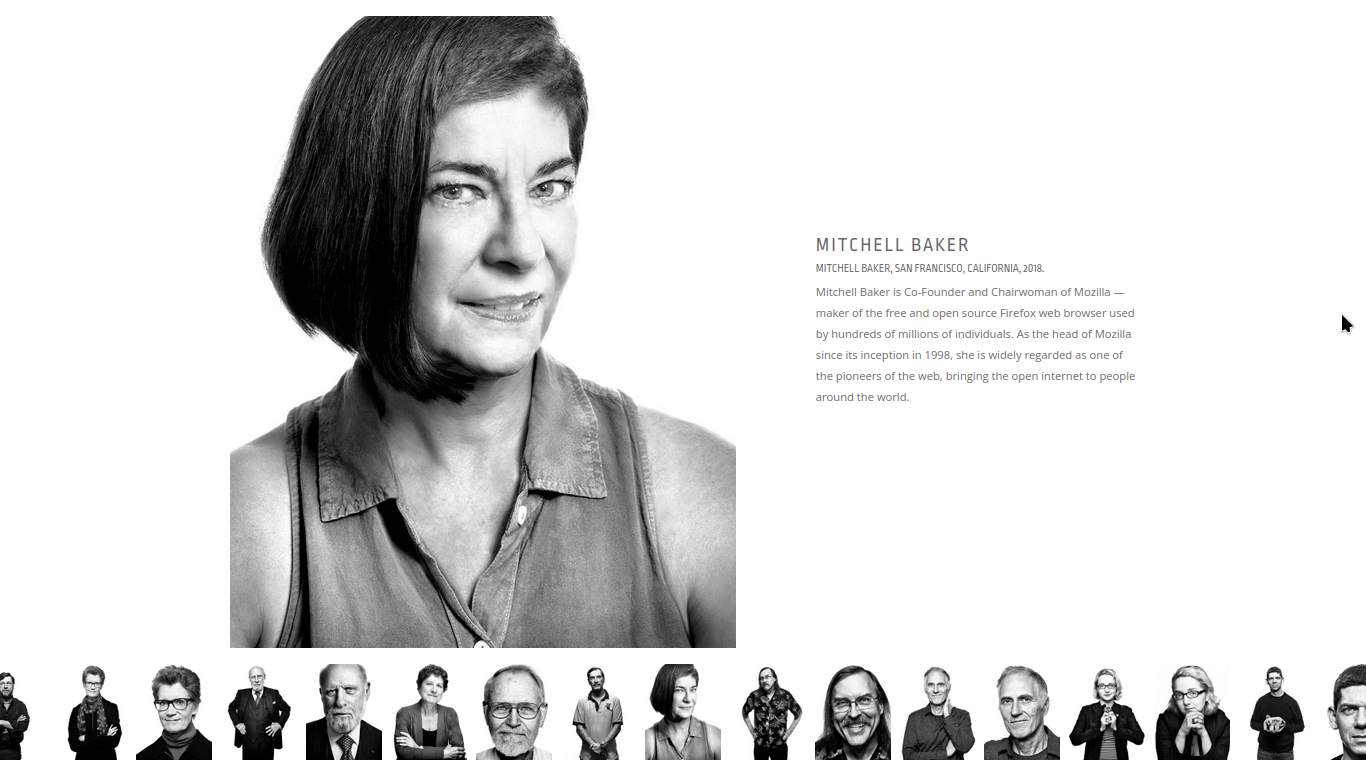 MITCHELL BAKER
MITCHELL BAKER, SAN FRANCISCO, CALIFORNIA, 2018.
Mitchell Baker is Co-Founder and Chairwoman of Mozilla —
maker of the free and open source Firefox web browser used
by hundreds of millions of individuals. As the head of Mozilla
since its inception in 1998, she is widely regarded as one of
the pioneers of the web, bringing the open internet to people
around the world.